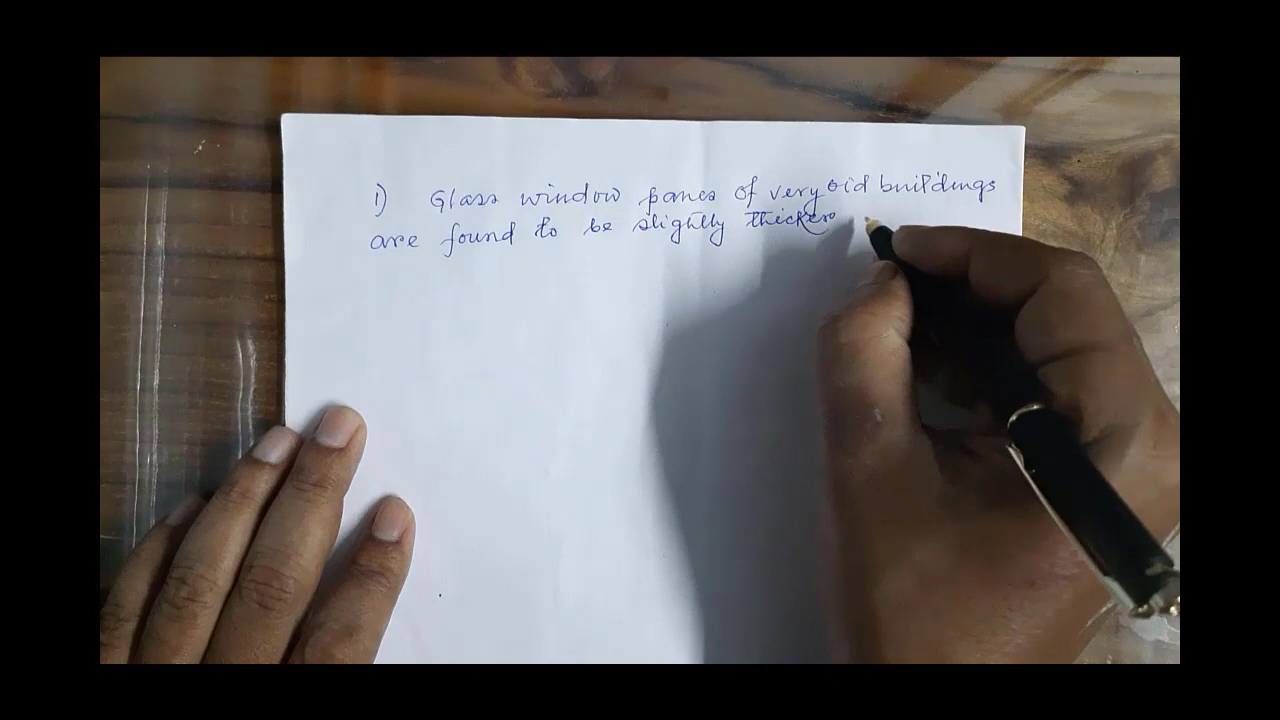 1) Glass window panes of very old buildings
are found to be slightly thicker